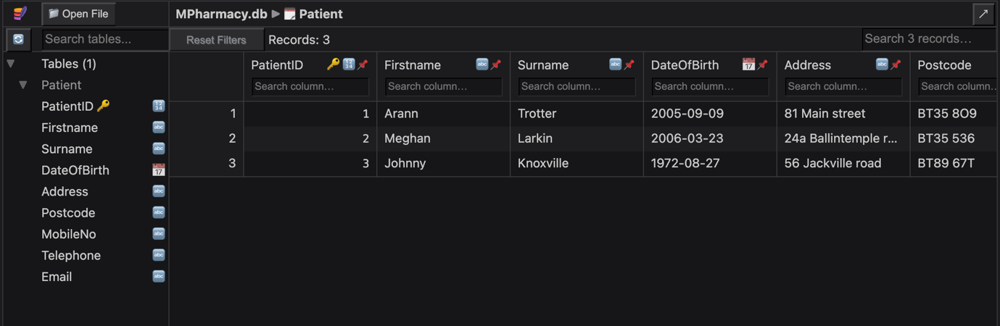 Open File
MPharmacy.db ▶ Patient
Search tables...
Reset Filters
Records: 3
Search 3 records...
Tables (1)
Patient
PatientID
Firstname
Surname
DateOfBirth
Address
Postcode
MobileNo
Telephone
Email
PatientID Firstname Surname DateOfBirth Address Postcode
Search column... Search column... Search column... Search column... Search column... Search column...
1 1 Arann Trotter 2005-09-09 81 Main street BT35 8O9
2 2 Meghan Larkin 2006-03-23 24a Ballintemple r... BT35 536
3 3 Johnny Knoxville 1972-08-27 56 Jackville road BT89 67T